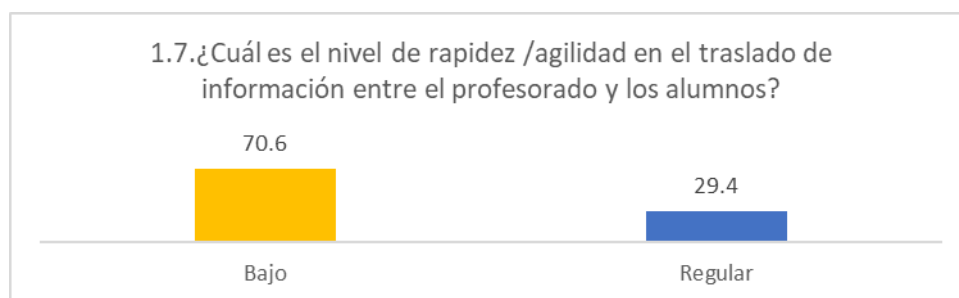 1.7.¿Cuál es el nivel de rapidez /agilidad en el traslado de
información entre el profesorado y los alumnos?
70.6
29.4
Bajo
Regular